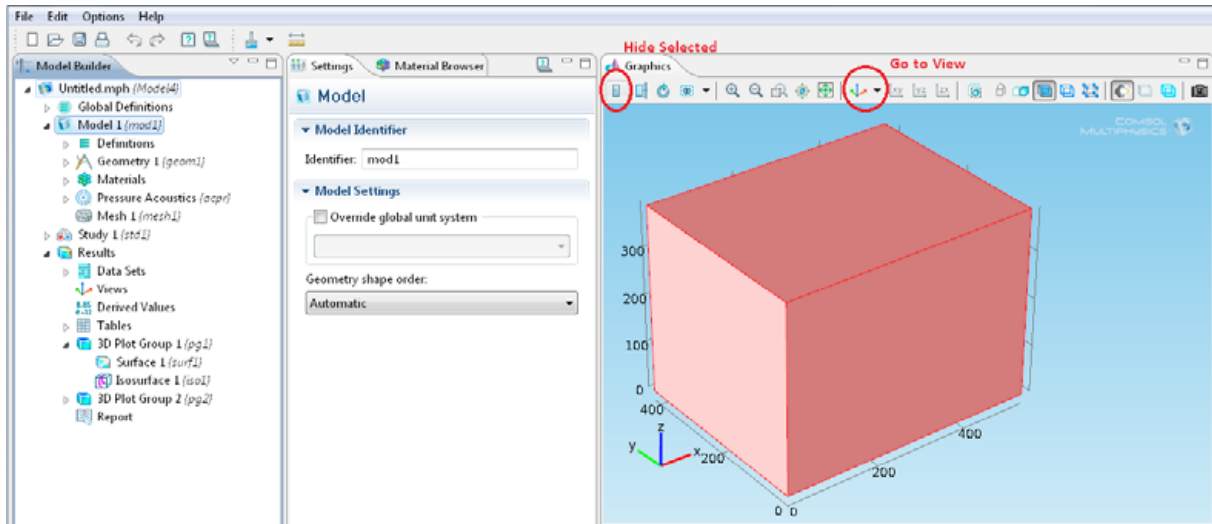 File Edit Options Help
Hide Selected
Go to View
Model Builder
Untitled.mph (Model4)
Global Definitions
Model 1 (mod1)
Definitions
Geometry 1 (geom1)
Materials
Pressure Acoustics (acpr)
Mesh 1 (mesh1)
Study 1 (std1)
Results
Data Sets
Views
Derived Values
Tables
3D Plot Group 1 (pg1)
Surface 1 (surf1)
Isosurface 1 (iso1)
3D Plot Group 2 (pg2)
Report
Settings Material Browser
Model
Model Identifier
Identifier: mod1
Model Settings
Override global unit system
Geometry shape order:
Automatic
Graphics
COMSOL
MULTIPHYSICS
300
200
100
0
400
200
0
0
200
400
z
y
x